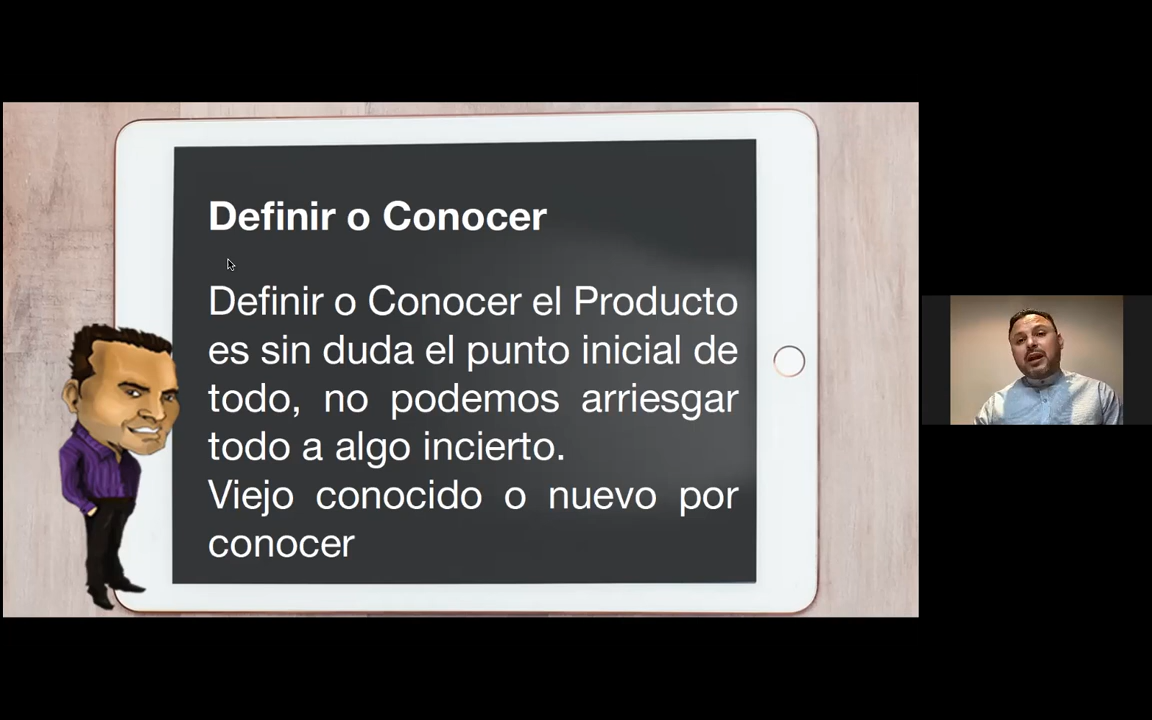 Definir o Conocer
Definir o Conocer el Producto
es sin duda el punto inicial de
todo, no podemos arriesgar
todo a algo incierto.
Viejo conocido o nuevo por
conocer